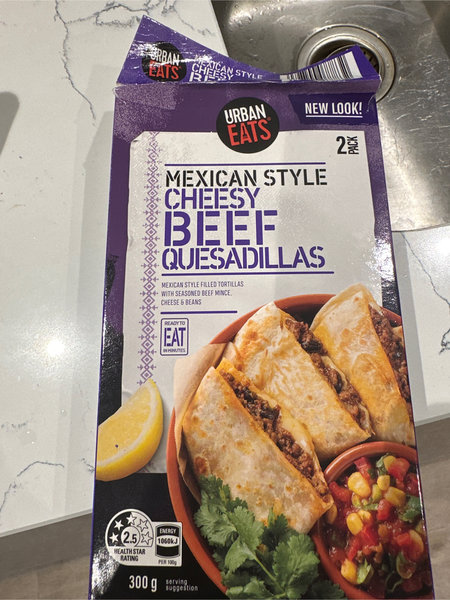 URBAN
EATS
MEXICAN STYLE
CHEESY
BEEF
URBAN
EATS
NEW LOOK!
2 PACK
MEXICAN STYLE
CHEESY
BEEF
QUESADILLAS
MEXICAN STYLE FILLED TORTILLAS
WITH SEASONED BEEF MINCE,
CHEESE & BEANS
READY TO
EAT
IN MINUTES
2.5
HEALTH STAR
RATING
ENERGY
1060kJ
PER 100g
300 g serving
suggestion